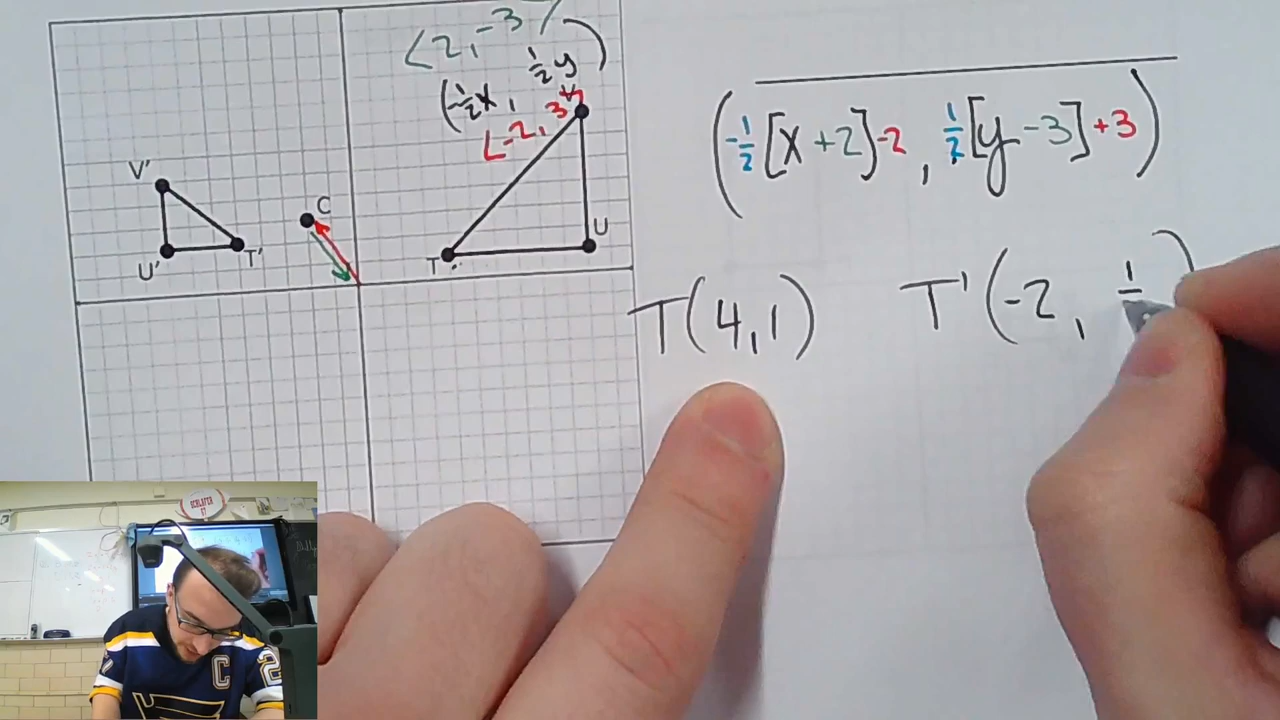 <2, -3>
(-1/2x, 1/2y)
<-2, 3>
V
V'
C
U
U'
T'
T
(-1/2[x+2]-2, 1/2[y-3]+3)
T(4,1)
T'(-2, 1/ )
C
2